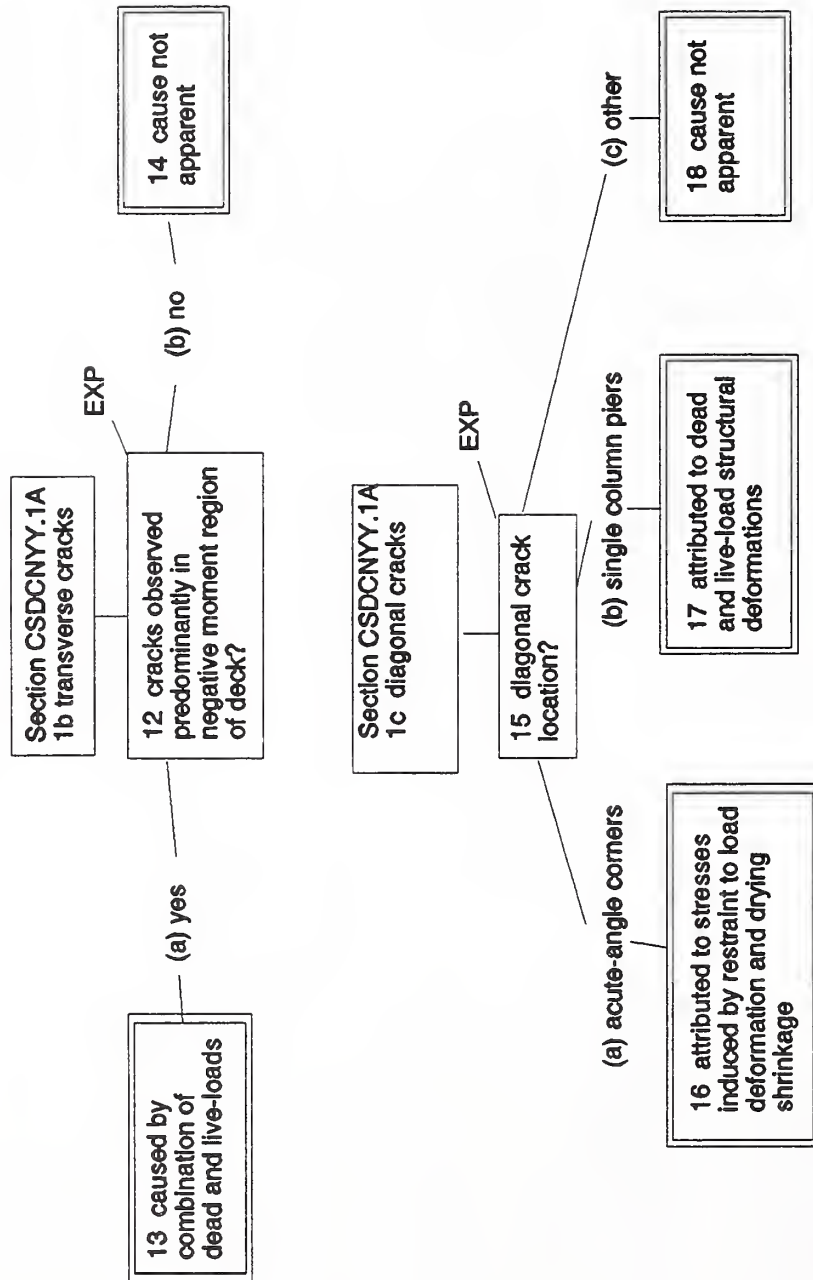 Section CSDCNYY.1A
1b transverse cracks
EXP
12 cracks observed
predominantly in
negative moment region
of deck?
(a) yes
(b) no
13 caused by
combination of
dead and live-loads
14 cause not
apparent
Section CSDCNYY.1A
1c diagonal cracks
EXP
15 diagonal crack
location?
(a) acute-angle corners
(b) single column piers
(c) other
16 attributed to stresses
induced by restraint to load
deformation and drying
shrinkage
17 attributed to dead
and live-load structural
deformations
18 cause not
apparent